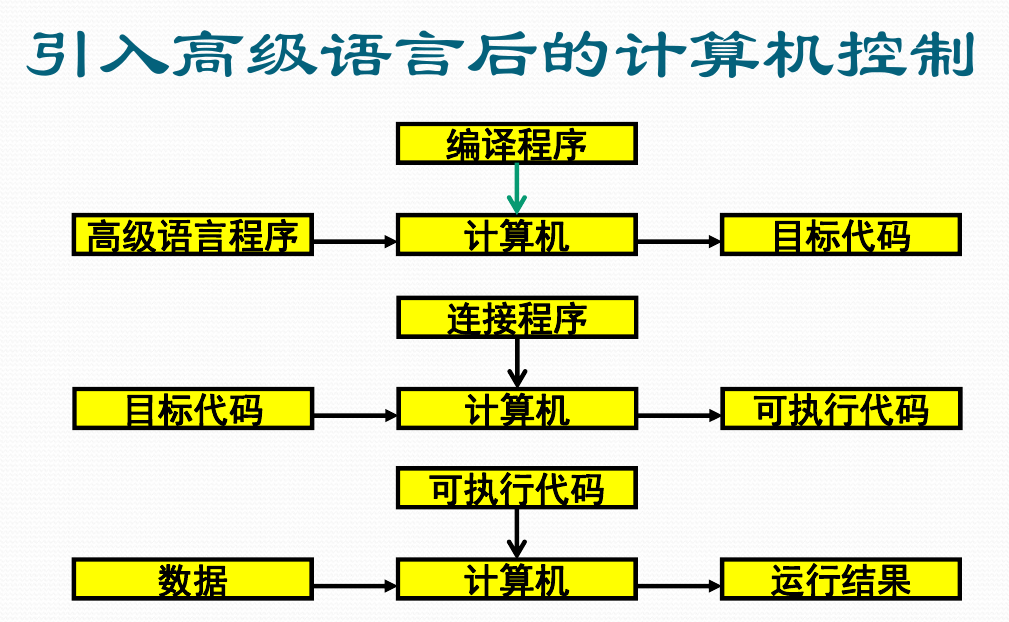 引入高级语言后的计算机控制
编译程序
高级语言程序
计算机
目标代码
连接程序
目标代码
计算机
可执行代码
可执行代码
数据
计算机
运行结果